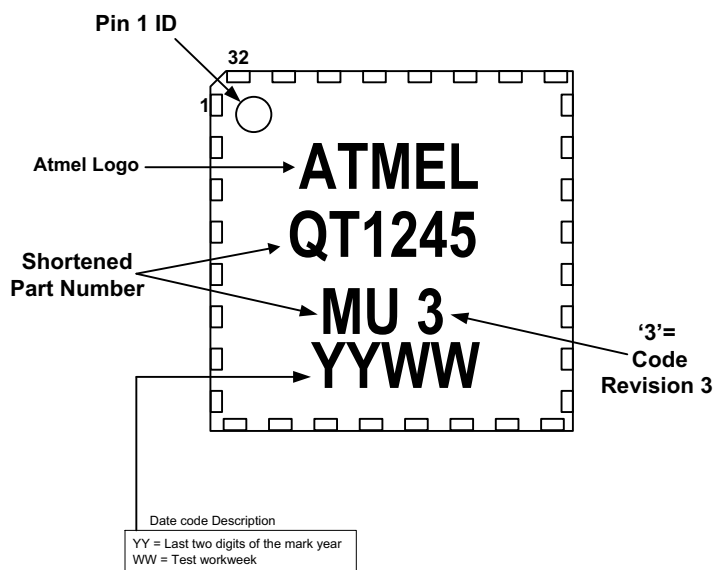 Pin 1 ID
32
1
Atmel Logo
ATMEL
QT1245
Shortened
Part Number
MU 3
‘3’=
Code
Revision 3
YYWW
Date code Description
YY = Last two digits of the mark year
WW = Test workweek